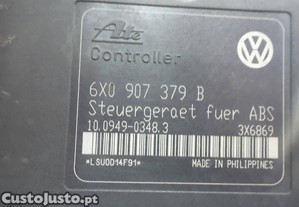 Ate
Controller
6X0 907 379 B
Steuergeraet fuer ABS
10.0949-0348.3 3X6869
*LSU0D14F91*
MADE IN PHILIPPINES
CustoJusto.pt